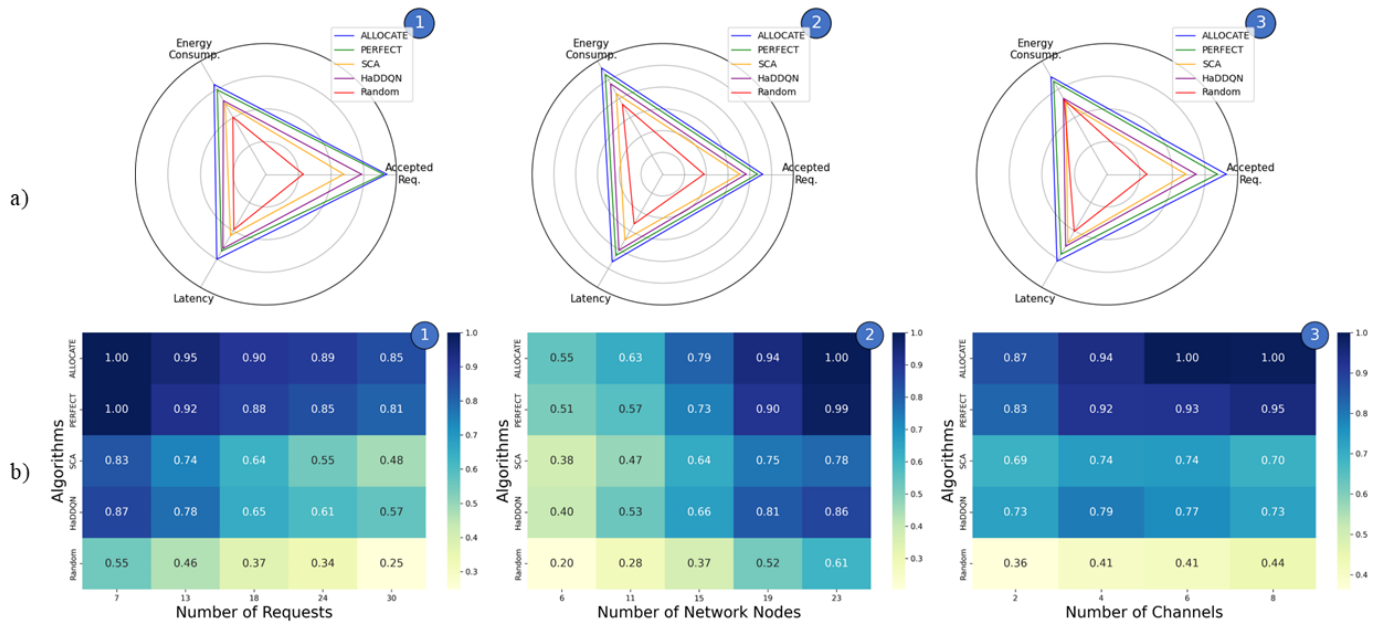 a)
1
Energy
Consump.
Accepted
Req.
Latency
ALLOCATE
PERFECT
SCA
HaDDQN
Random
2
Energy
Consump.
Accepted
Req.
Latency
ALLOCATE
PERFECT
SCA
HaDDQN
Random
3
Energy
Consump.
Accepted
Req.
Latency
ALLOCATE
PERFECT
SCA
HaDDQN
Random
b)
1
Algorithms
ALLOCATE 1.00 0.95 0.90 0.89 0.85
PERFECT 1.00 0.92 0.88 0.85 0.81
SCA 0.83 0.74 0.64 0.55 0.48
HaDDQN 0.87 0.78 0.65 0.61 0.57
Random 0.55 0.46 0.37 0.34 0.25
7 13 18 24 30
Number of Requests
1.0
0.9
0.8
0.7
0.6
0.5
0.4
0.3
2
Algorithms
ALLOCATE 0.55 0.63 0.79 0.94 1.00
PERFECT 0.51 0.57 0.73 0.90 0.99
SCA 0.38 0.47 0.64 0.75 0.78
HaDDQN 0.40 0.53 0.66 0.81 0.86
Random 0.20 0.28 0.37 0.52 0.61
6 11 15 19 23
Number of Network Nodes
1.0
0.9
0.8
0.7
0.6
0.5
0.4
0.3
3
Algorithms
ALLOCATE 0.87 0.94 1.00 1.00
PERFECT 0.83 0.92 0.93 0.95
SCA 0.69 0.74 0.74 0.70
HaDDQN 0.73 0.79 0.77 0.73
Random 0.36 0.41 0.41 0.44
2 4 6 8
Number of Channels
1.0
0.9
0.8
0.7
0.6
0.5
0.4